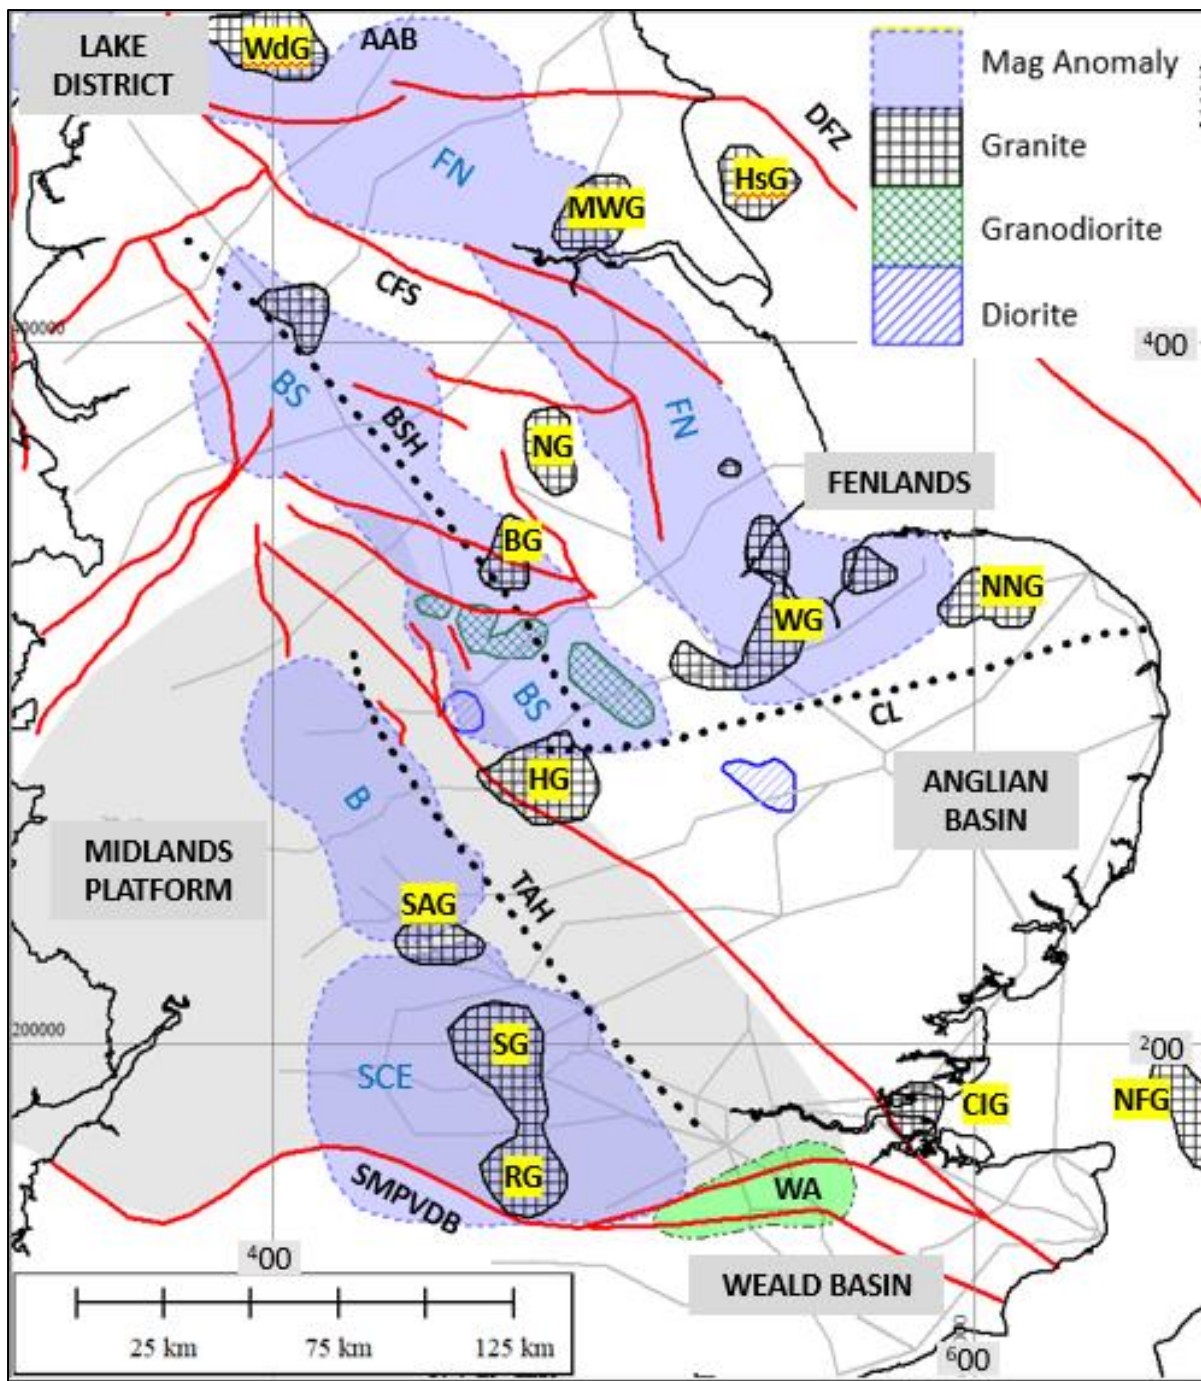 LAKE
DISTRICT
WdG
AAB
Mag Anomaly
Granite
Granodiorite
Diorite
DFZ
FN
HsG
MWG
CFS
400000
400
BS
BSH
FN
NG
FENLANDS
BG
NNG
WG
BS
CL
HG
B
ANGLIAN
BASIN
MIDLANDS
PLATFORM
TAH
SAG
SG
200000
200
SCE
CIG
NFG
RG
SMPVDB
WA
400
WEALD BASIN
600
25 km
75 km
125 km